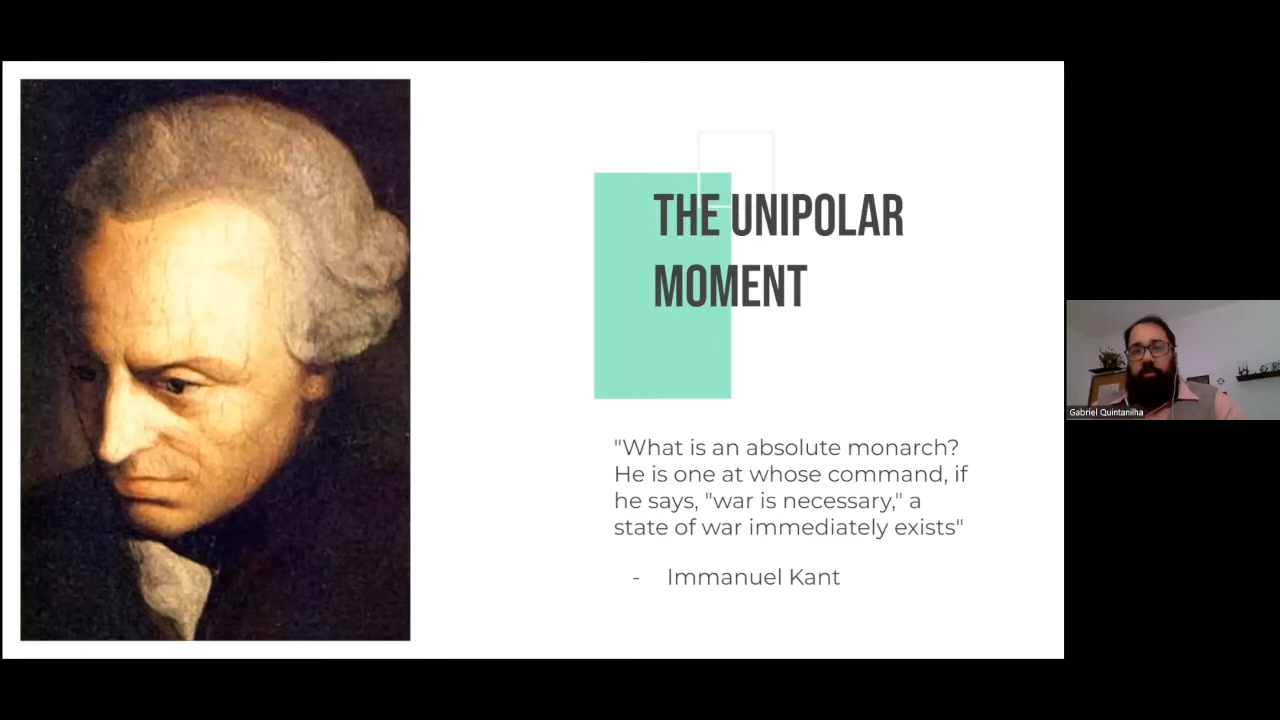 THE UNIPOLAR
MOMENT
"What is an absolute monarch?
He is one at whose command, if
he says, "war is necessary," a
state of war immediately exists"
- Immanuel Kant
Gabriel Quintanilha